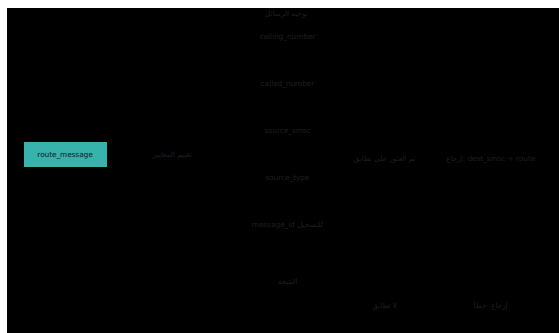 توجيه الرسائل
calling_number
called_number
source_smsc
route_message
تقييم المعايير
تم العثور على تطابق
إرجاع: dest_smsc + route
source_type
message_id للتسجيل
النتيجة
لا تطابق
إرجاع: خطأ